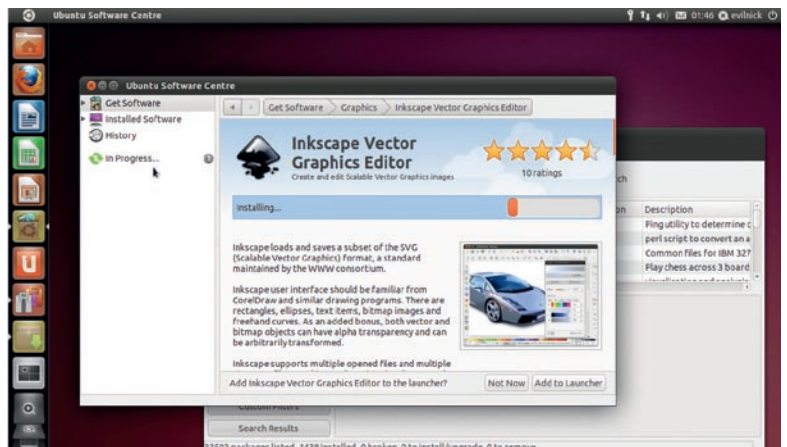 Ubuntu Software Centre
01:46 evilnick
Ubuntu Software Centre
Get Software
Installed Software
History
In Progress...
Get Software Graphics Inkscape Vector Graphics Editor
Inkscape Vector
Graphics Editor
Create and edit Scalable Vector Graphics images
10 ratings
Installing...
Inkscape loads and saves a subset of the SVG
(Scalable Vector Graphics) format, a standard
maintained by the WWW consortium.
Inkscape user interface should be familiar from
CorelDraw and similar drawing programs. There are
rectangles, ellipses, text items, bitmap images and
freehand curves. As an added bonus, both vector and
bitmap objects can have alpha transparency and can
be arbitrarily transformed.
Inkscape supports multiple opened files and multiple
Add Inkscape Vector Graphics Editor to the launcher?
Not Now
Add to Launcher
Description
Ping utility to determine
perl script to convert an a
Common files for IBM 327
Play chess across 3 board
Custom Filters
Search Results